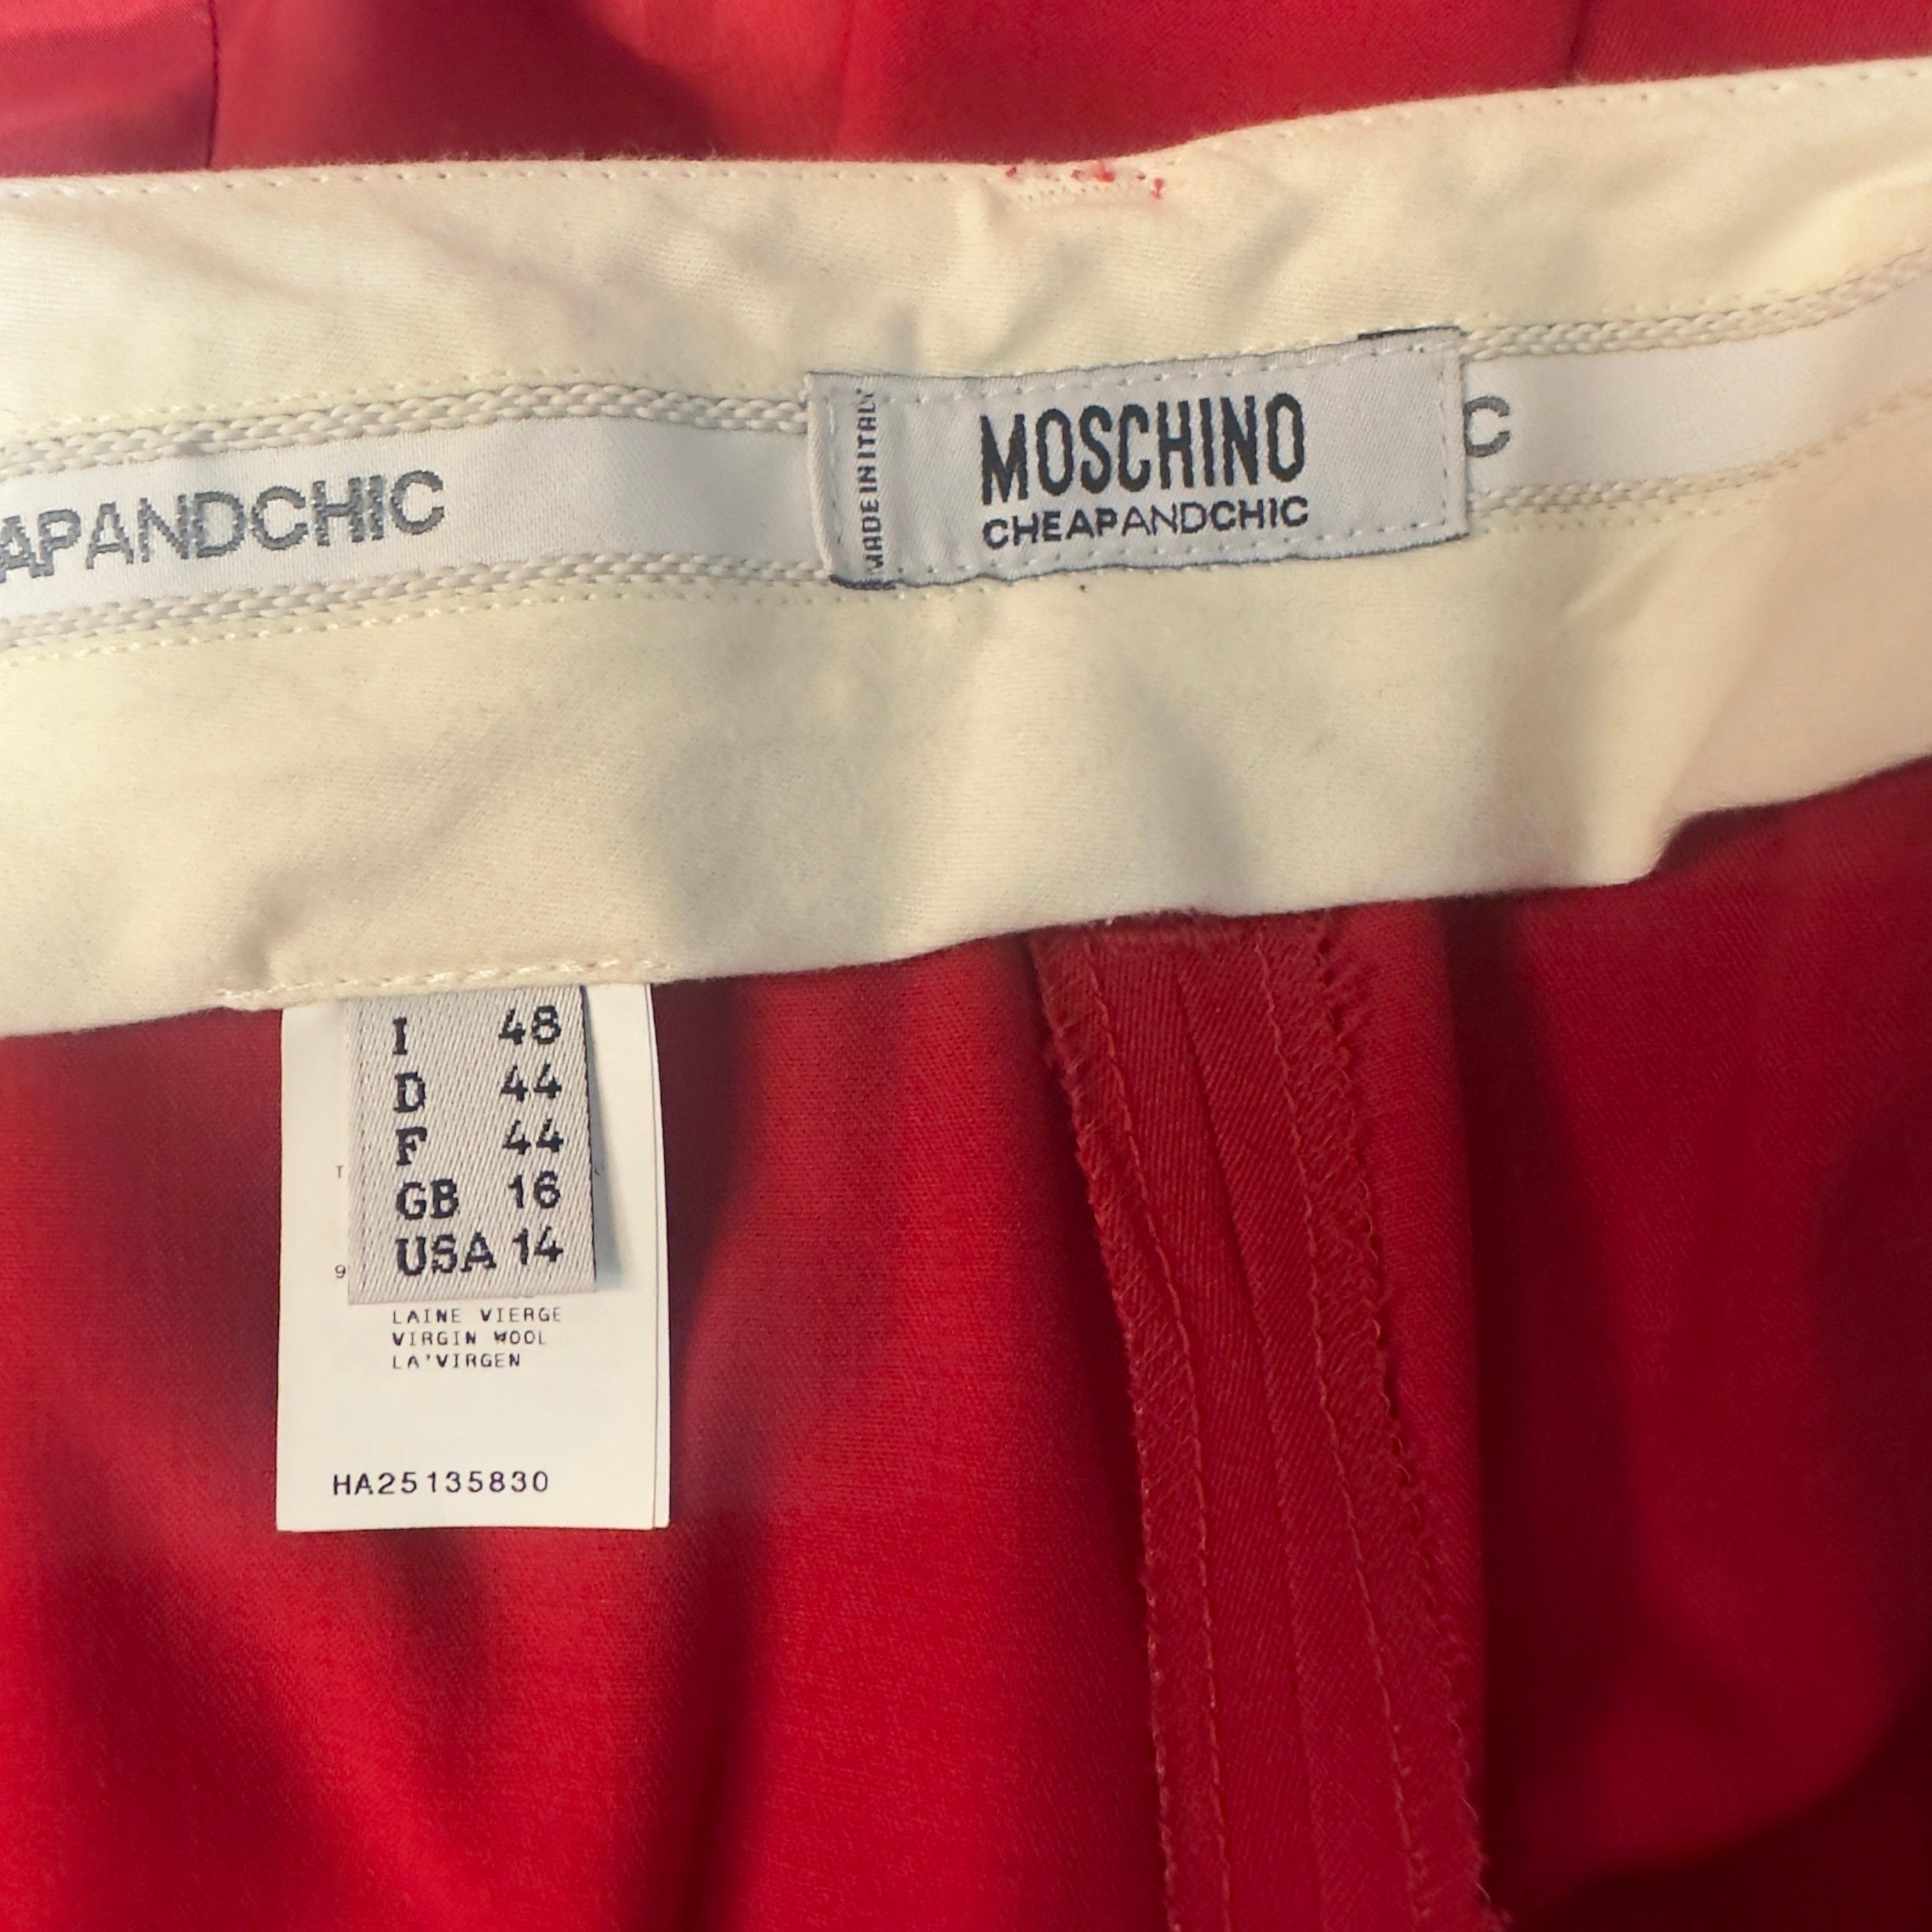 MADE IN ITALY
MOSCHINO
CHEAPANDCHIC
APANDCHIC
C
I 48
D 44
F 44
GB 16
USA 14
T
9
LAINE VIERGE
VIRGIN WOOL
LA'VIRGEN
HA25135830